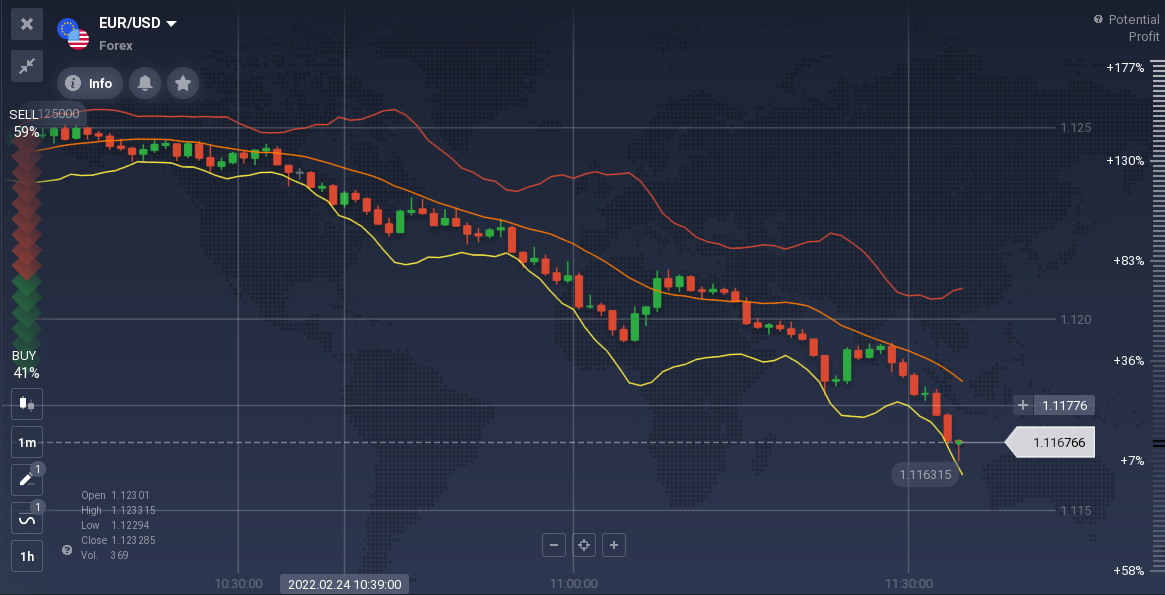 EUR/USD
Forex
Info
Potential
Profit
+177%
SELL
125000
59%
1.125
+130%
+83%
1.120
BUY
41%
+36%
+ 1.11776
1m
1.116766
+7%
1
1.116315
Open 1.12301
High 1.123315
Low 1.12294
Close 1.123285
Vol. 369
1
1.115
1h
+58%
10:30:00
2022.02.24 10:39:00
11:00:00
11:30:00